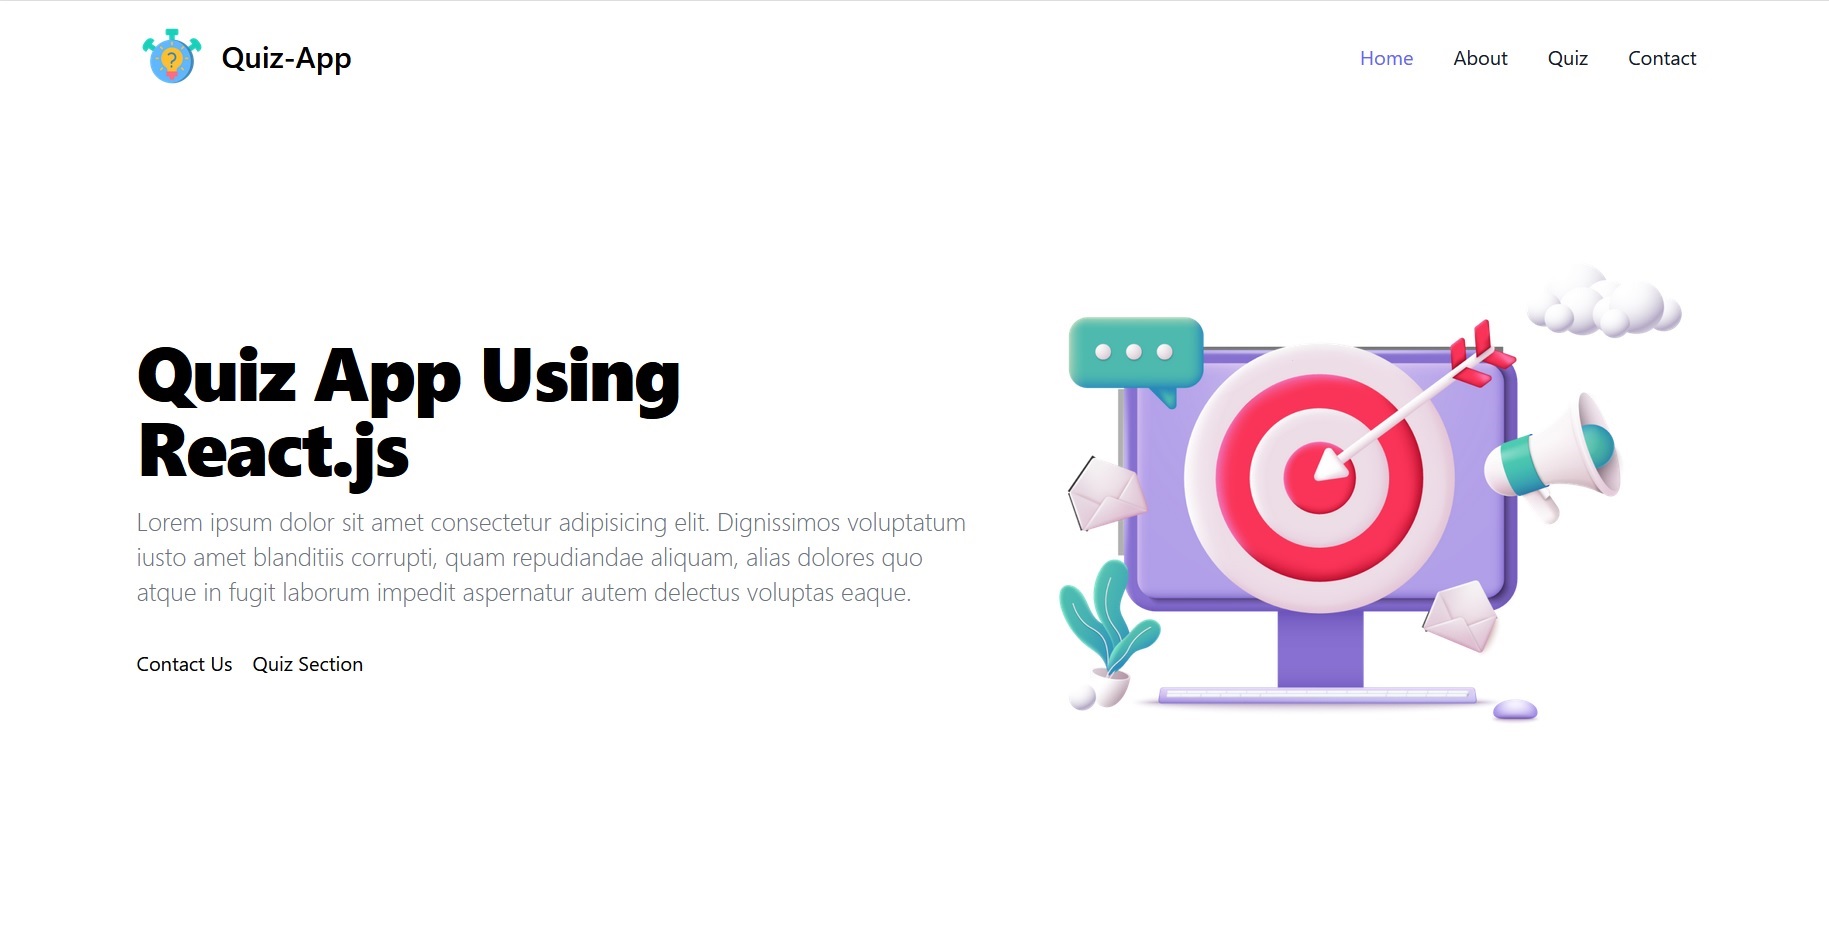 Quiz-App
Home About Quiz Contact
Quiz App Using
React.js
Lorem ipsum dolor sit amet consectetur adipisicing elit. Dignissimos voluptatum
iusto amet blanditiis corrupti, quam repudiandae aliquam, alias dolores quo
atque in fugit laborum impedit aspernatur autem delectus voluptas eaque.
Contact Us Quiz Section